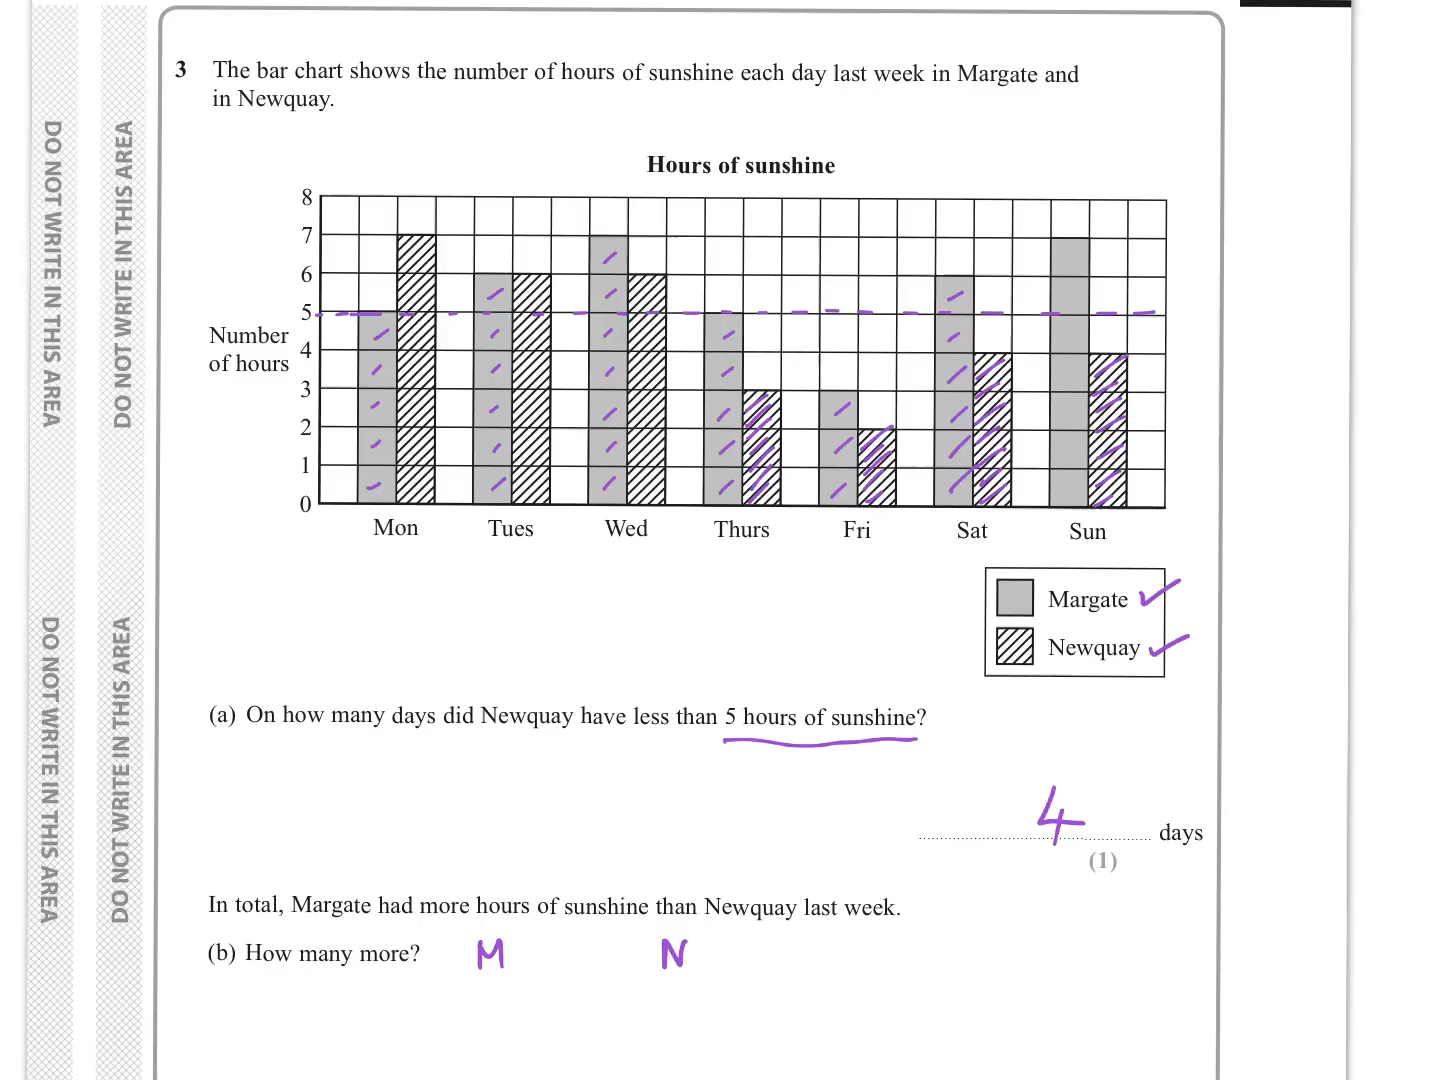 3 The bar chart shows the number of hours of sunshine each day last week in Margate and
in Newquay.
Hours of sunshine
8
7
6
5
Number
of hours
4
3
2
1
0
Mon Tues Wed Thurs Fri Sat Sun
Margate
Newquay
(a) On how many days did Newquay have less than 5 hours of sunshine?
4 days
(1)
In total, Margate had more hours of sunshine than Newquay last week.
(b) How many more? M N
DO NOT WRITE IN THIS AREA
DO NOT WRITE IN THIS AREA
DO NOT WRITE IN THIS AREA
DO NOT WRITE IN THIS AREA